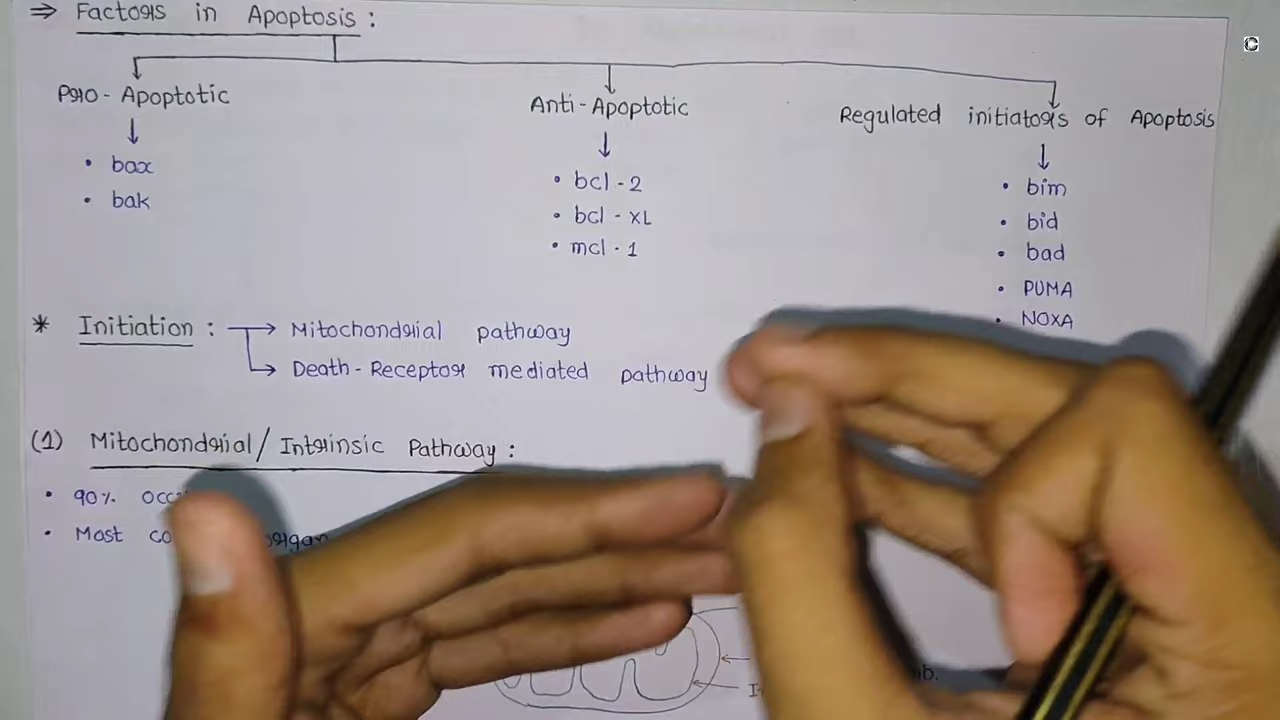 ⇒ Factors in Apoptosis :
Pro - Apoptotic
• bax
• bak
Anti - Apoptotic
• bcl - 2
• bcl - XL
• mcl - 1
Regulated initiators of Apoptosis
• bim
• bid
• bad
• PUMA
• NOXA
* Initiation : → Mitochondrial pathway
→ Death - Receptor mediated pathway
(1) Mitochondrial / Intrinsic Pathway :
• 90%
• Most